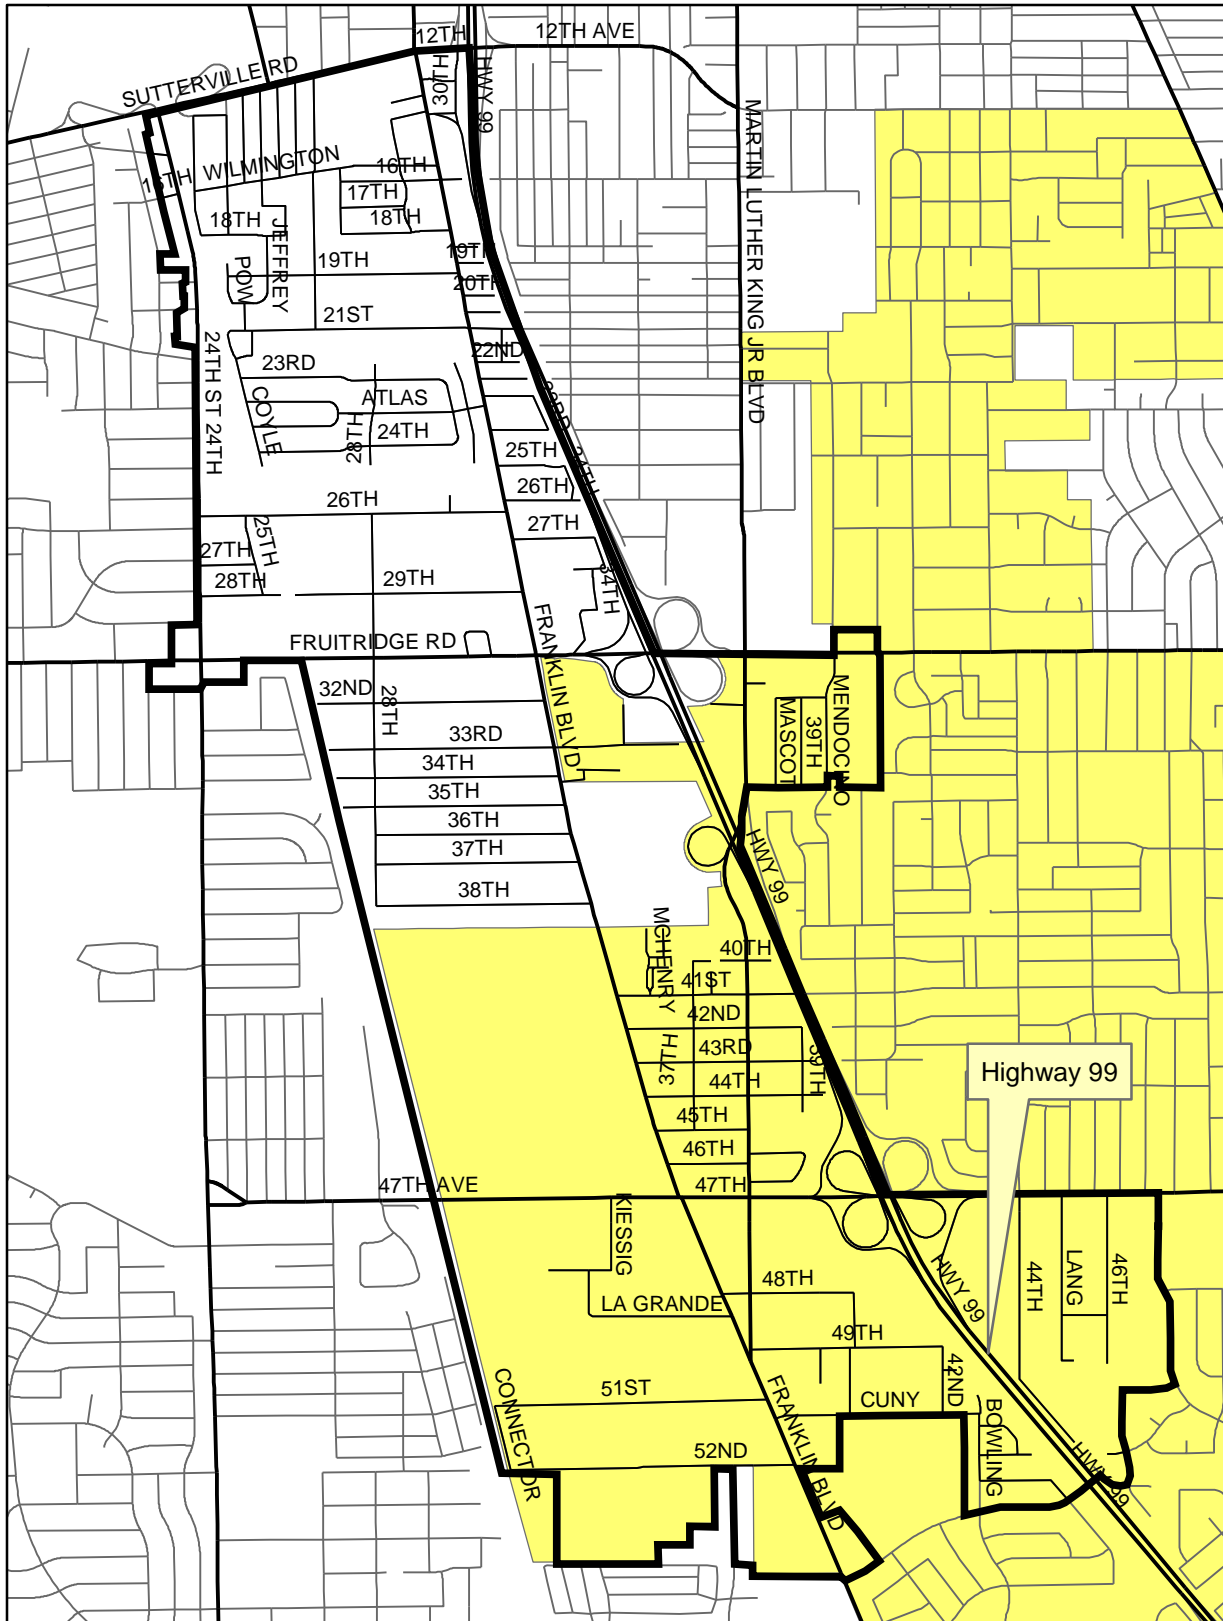 12TH
12TH AVE
30TH
HWY 99
SUTTERVILLE RD
MARTIN LUTHER KING JR BLVD
15TH
WILMINGTON
16TH
17TH
18TH
18TH
JEFFREY
19TH
19TH
POW
20TH
21ST
22ND
24TH ST 24TH
23RD
COYLE
ATLAS
28TH
24TH
23RD
34TH
25TH
26TH
26TH
27TH
25TH
27TH
28TH
29TH
34TH
FRANKLIN BLVD
FRUITRIDGE RD
32ND
28TH
33RD
MASCOT
39TH
MENDOCINO
34TH
35TH
36TH
37TH
HWY 99
38TH
MCHENRY
40TH
41ST
42ND
37TH
43RD
39TH
44TH
Highway 99
45TH
46TH
47TH AVE
47TH
KIESSIG
48TH
HWY 99
44TH
LANG
46TH
LA GRANDE
49TH
42ND
CONNECTOR
51ST
FRANKLIN BLVD
CUNY
BOWLING
52ND
HWY 99